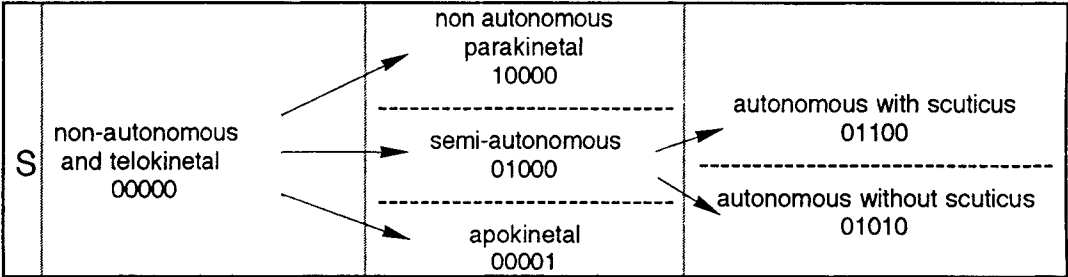 S
non-autonomous
and telokinetal
00000
non autonomous
parakinetal
10000
semi-autonomous
01000
apokinetal
00001
autonomous with scuticus
01100
autonomous without scuticus
01010